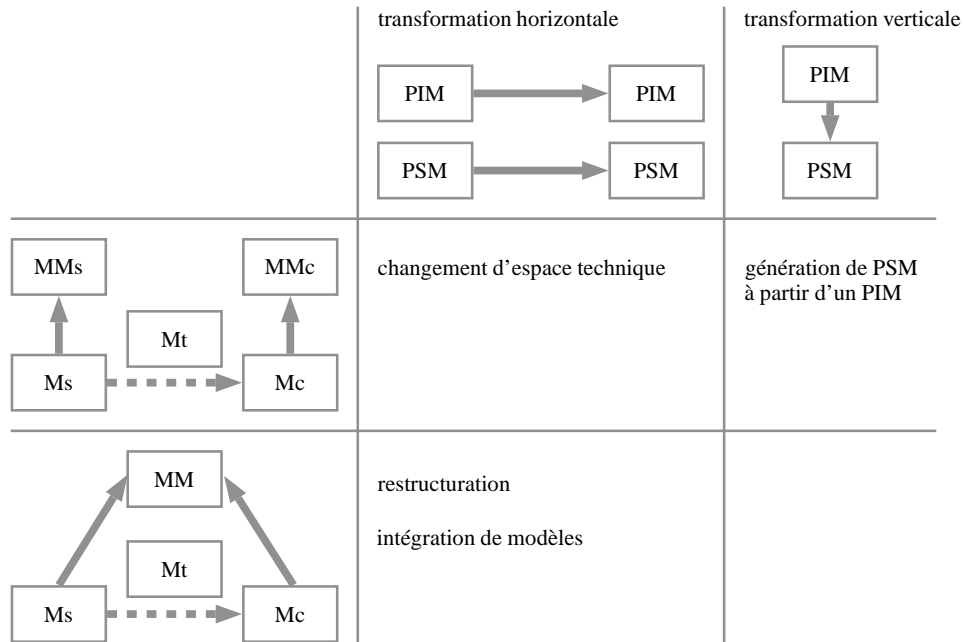 transformation horizontale
transformation verticale
PIM
PIM
PIM
PSM
PSM
PSM
MMs
MMc
changement d'espace technique
génération de PSM
à partir d'un PIM
Mt
Ms
Mc
MM
restructuration
intégration de modèles
Mt
Ms
Mc